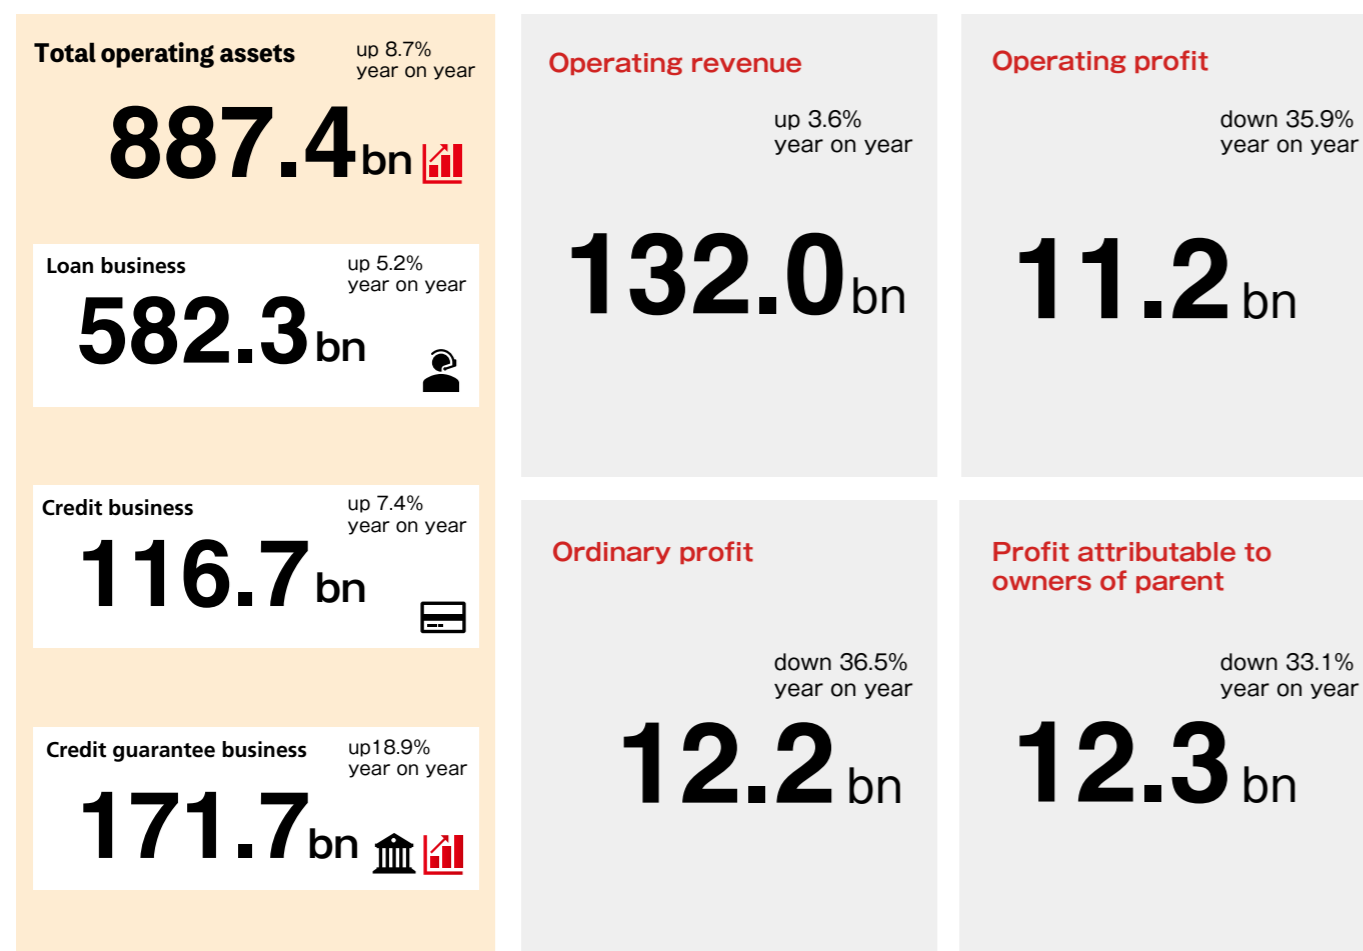 Total operating assets
up 8.7%
year on year
887.4bn
Loan business
up 5.2%
year on year
582.3bn
Credit business
up 7.4%
year on year
116.7bn
Credit guarantee business
up18.9%
year on year
171.7bn
Operating revenue
up 3.6%
year on year
132.0bn
Operating profit
down 35.9%
year on year
11.2bn
Ordinary profit
down 36.5%
year on year
12.2bn
Profit attributable to
owners of parent
down 33.1%
year on year
12.3bn